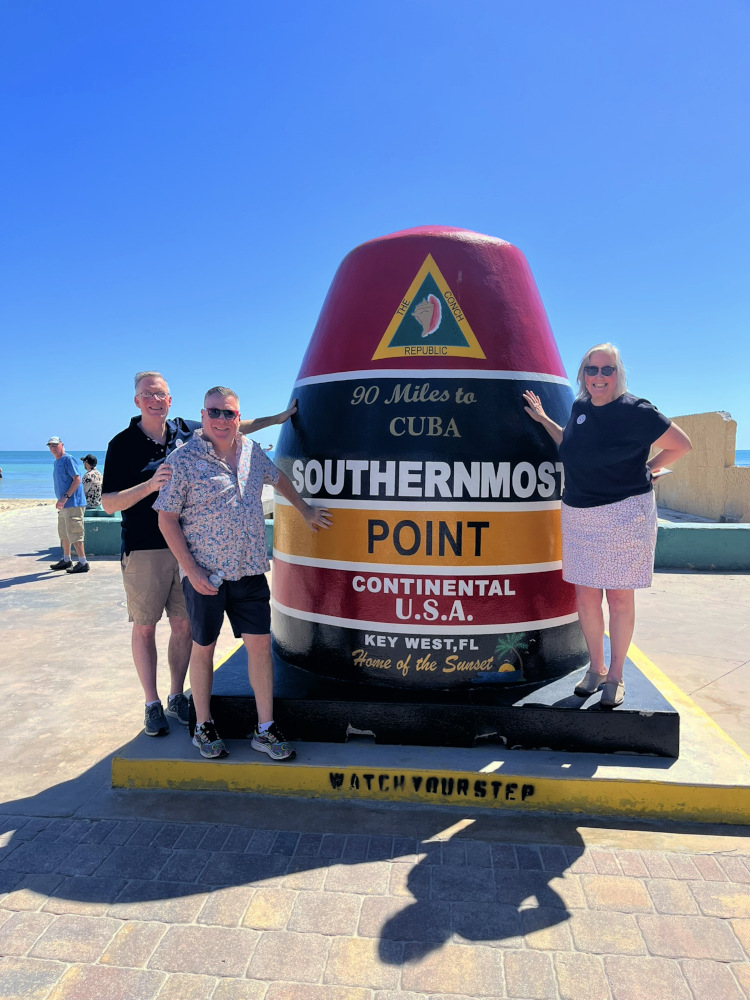 THE CONCH
REPUBLIC
90 Miles to
CUBA
SOUTHERNMOST
POINT
CONTINENTAL
U.S.A.
KEY WEST, FL
Home of the Sunset
WATCH YOUR STEP